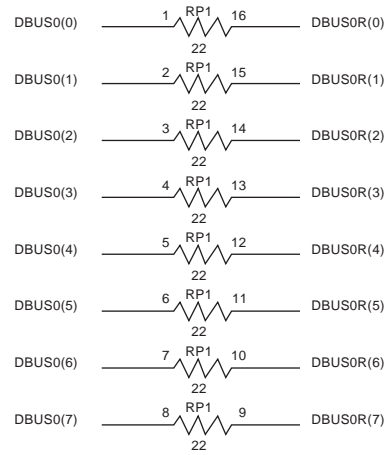 DBUS0(0) 1 RP1 16 DBUS0R(0)
22
DBUS0(1) 2 RP1 15 DBUS0R(1)
22
DBUS0(2) 3 RP1 14 DBUS0R(2)
22
DBUS0(3) 4 RP1 13 DBUS0R(3)
22
DBUS0(4) 5 RP1 12 DBUS0R(4)
22
DBUS0(5) 6 RP1 11 DBUS0R(5)
22
DBUS0(6) 7 RP1 10 DBUS0R(6)
22
DBUS0(7) 8 RP1 9 DBUS0R(7)
22